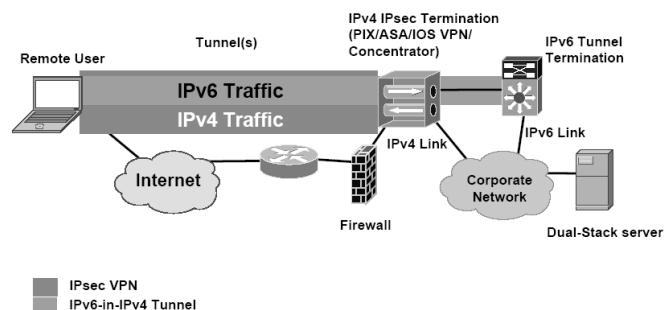 IPv4 IPsec Termination
(PIX/ASA/IOS VPN/
Concentrator)
IPv6 Tunnel
Termination
Tunnel(s)
Remote User
IPv6 Traffic
IPv4 Traffic
IPv4 Link
IPv6 Link
Internet
Corporate
Network
Firewall
Dual-Stack server
IPsec VPN
IPv6-in-IPv4 Tunnel